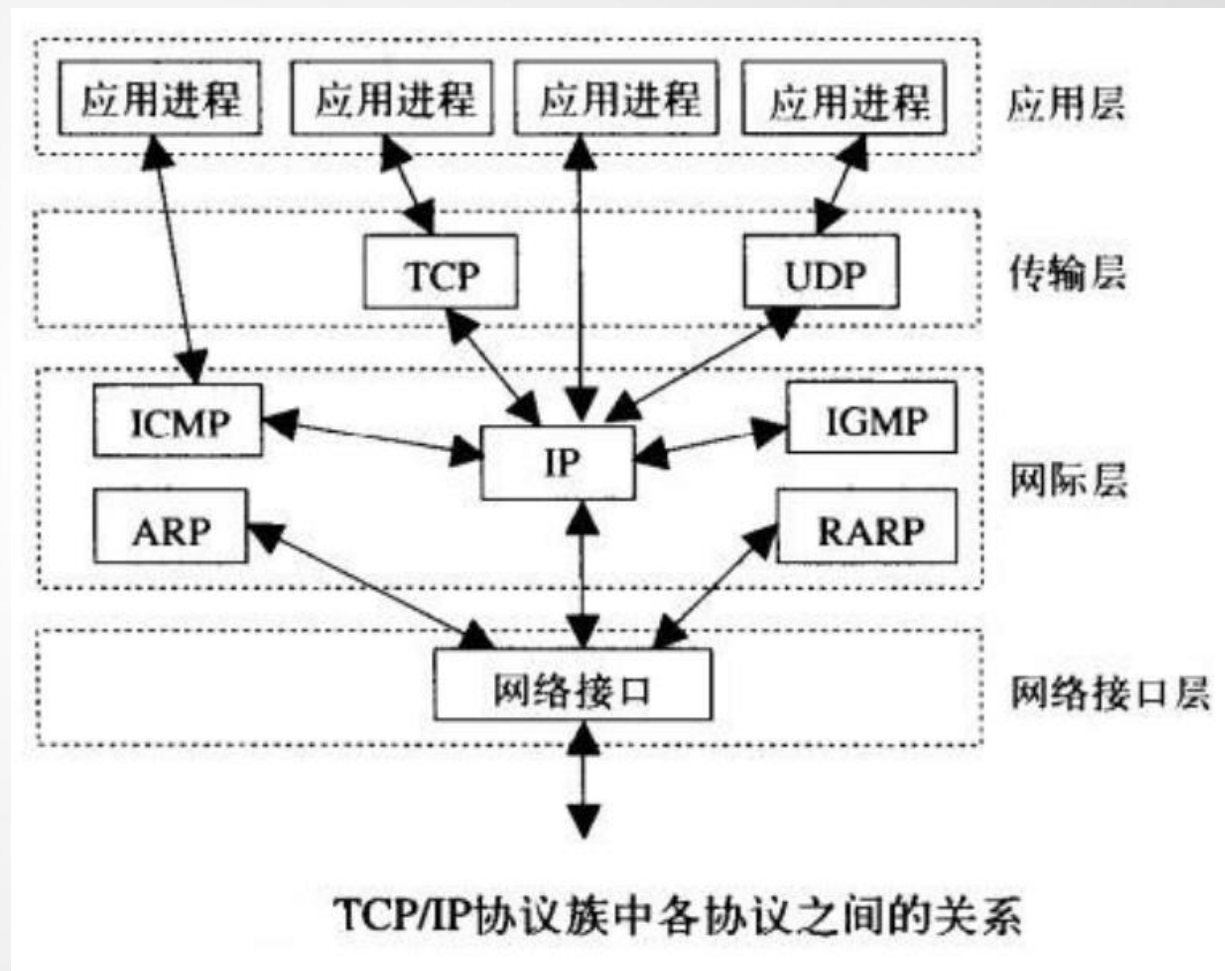 应用进程 应用进程 应用进程 应用进程 应用层
TCP UDP 传输层
ICMP IP IGMP
网际层
ARP RARP
网络接口 网络接口层
TCP/IP协议族中各协议之间的关系